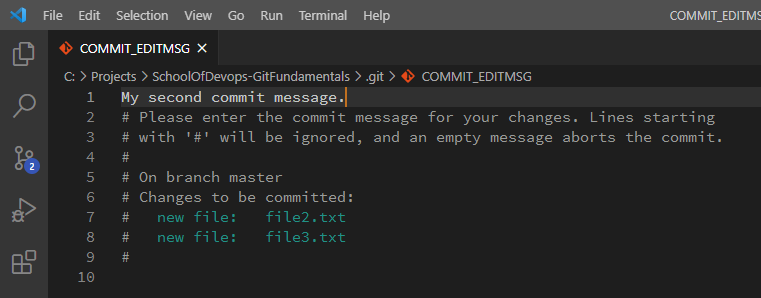 File Edit Selection View Go Run Terminal Help COMMIT_EDITM
COMMIT_EDITMSG
C: > Projects > SchoolOfDevops-GitFundamentals > .git > COMMIT_EDITMSG
1 My second commit message.
2 # Please enter the commit message for your changes. Lines starting
3 # with '#' will be ignored, and an empty message aborts the commit.
4 #
5 # On branch master
6 # Changes to be committed:
7 #   new file:   file2.txt
8 #   new file:   file3.txt
9 #
10
2